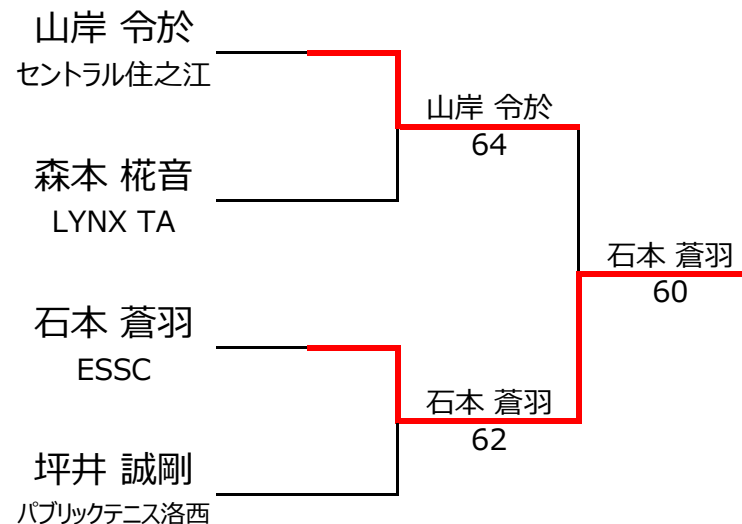 山岸 令於
セントラル住之江
森本 椛音
LYNX TA
石本 蒼羽
ESSC
坪井 誠剛
パブリックテニス洛西
山岸 令於
64
石本 蒼羽
62
石本 蒼羽
60